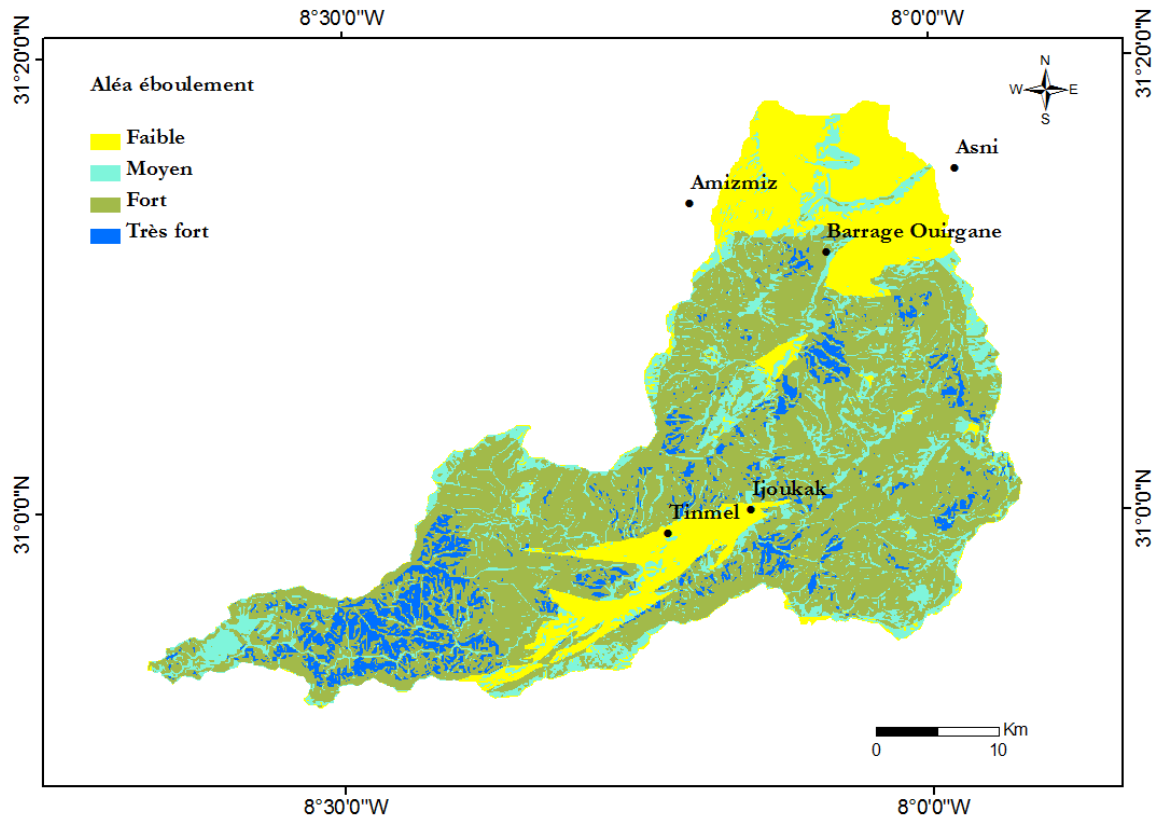 8°30'0"W
8°0'0"W
31°20'0"N
31°20'0"N
Aléa éboulement
Faible
Moyen
Fort
Très fort
N
W
E
S
Asni
Amizmiz
Barrage Ouirgane
Ijoukak
Tinmel
31°0'0"N
31°0'0"N
Km
0
10
8°30'0"W
8°0'0"W